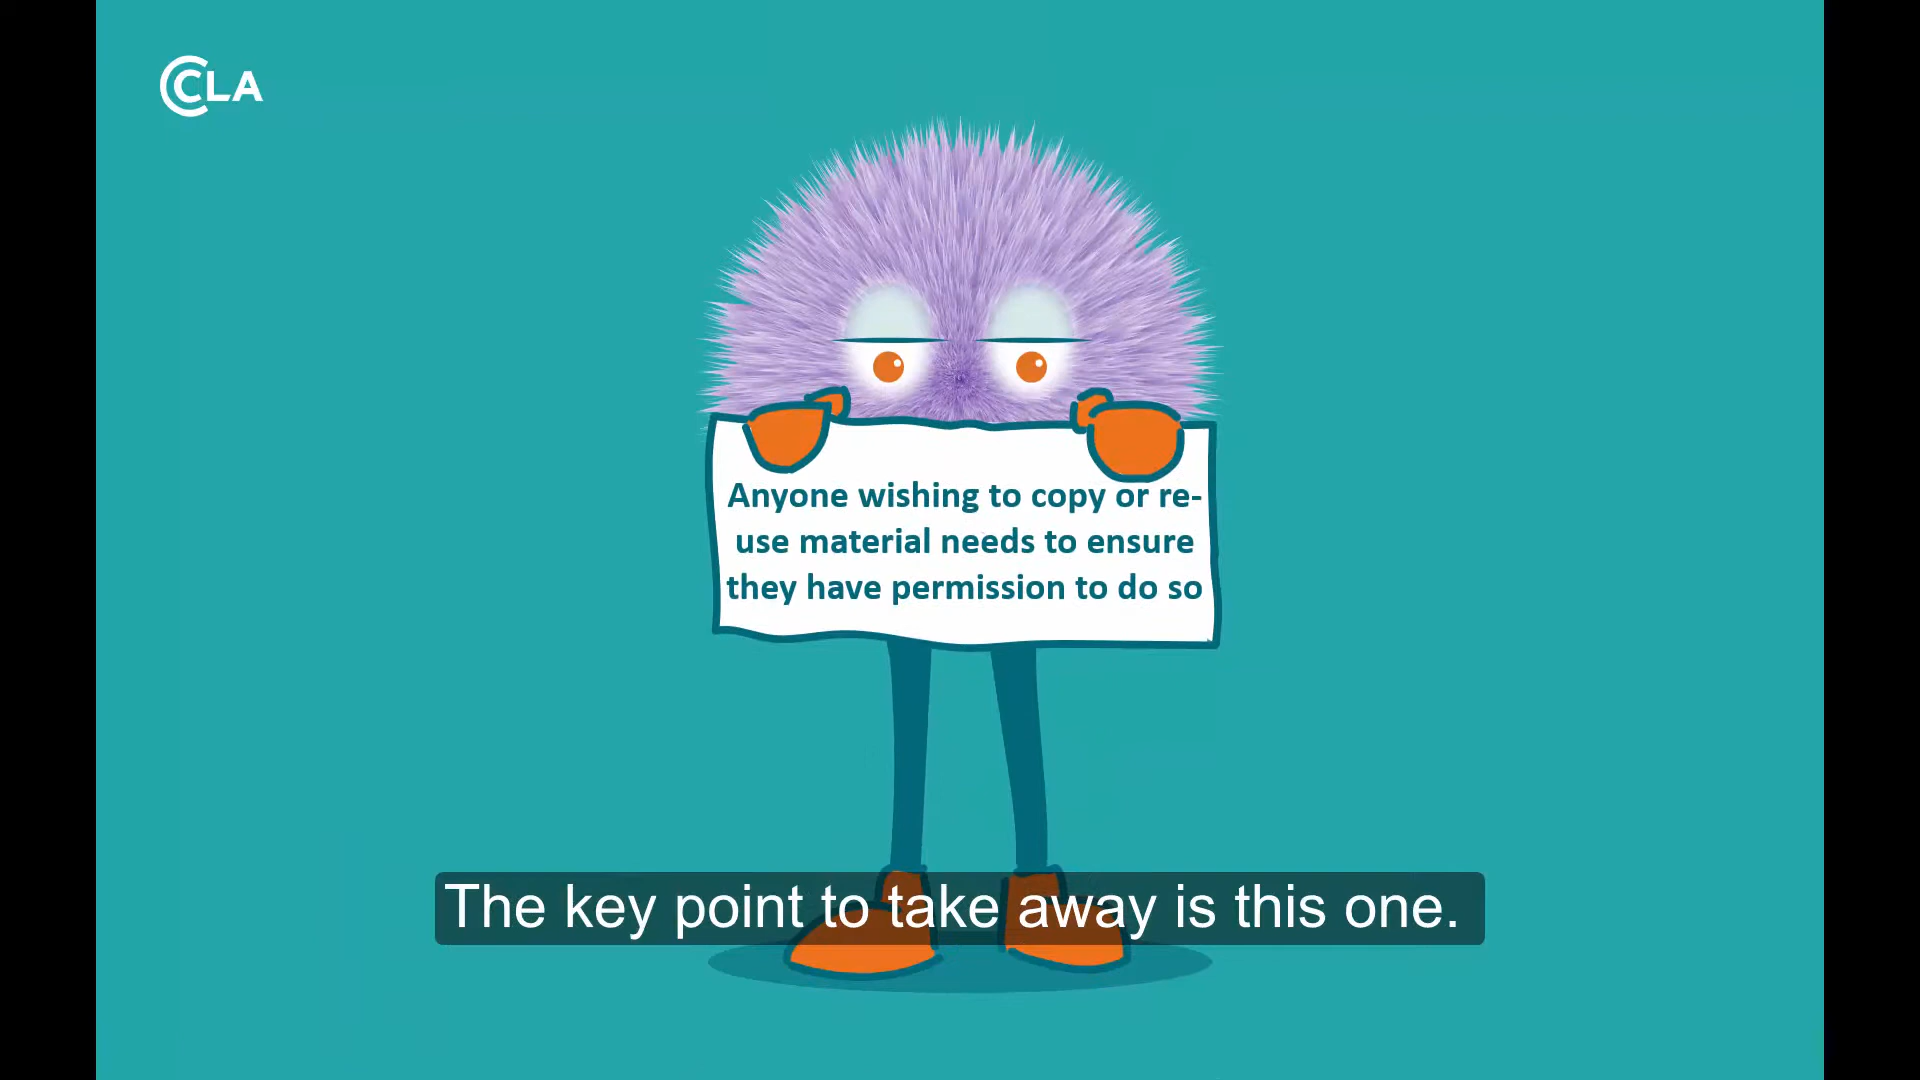 CLA
Anyone wishing to copy or re-
use material needs to ensure
they have permission to do so
The key point to take away is this one.